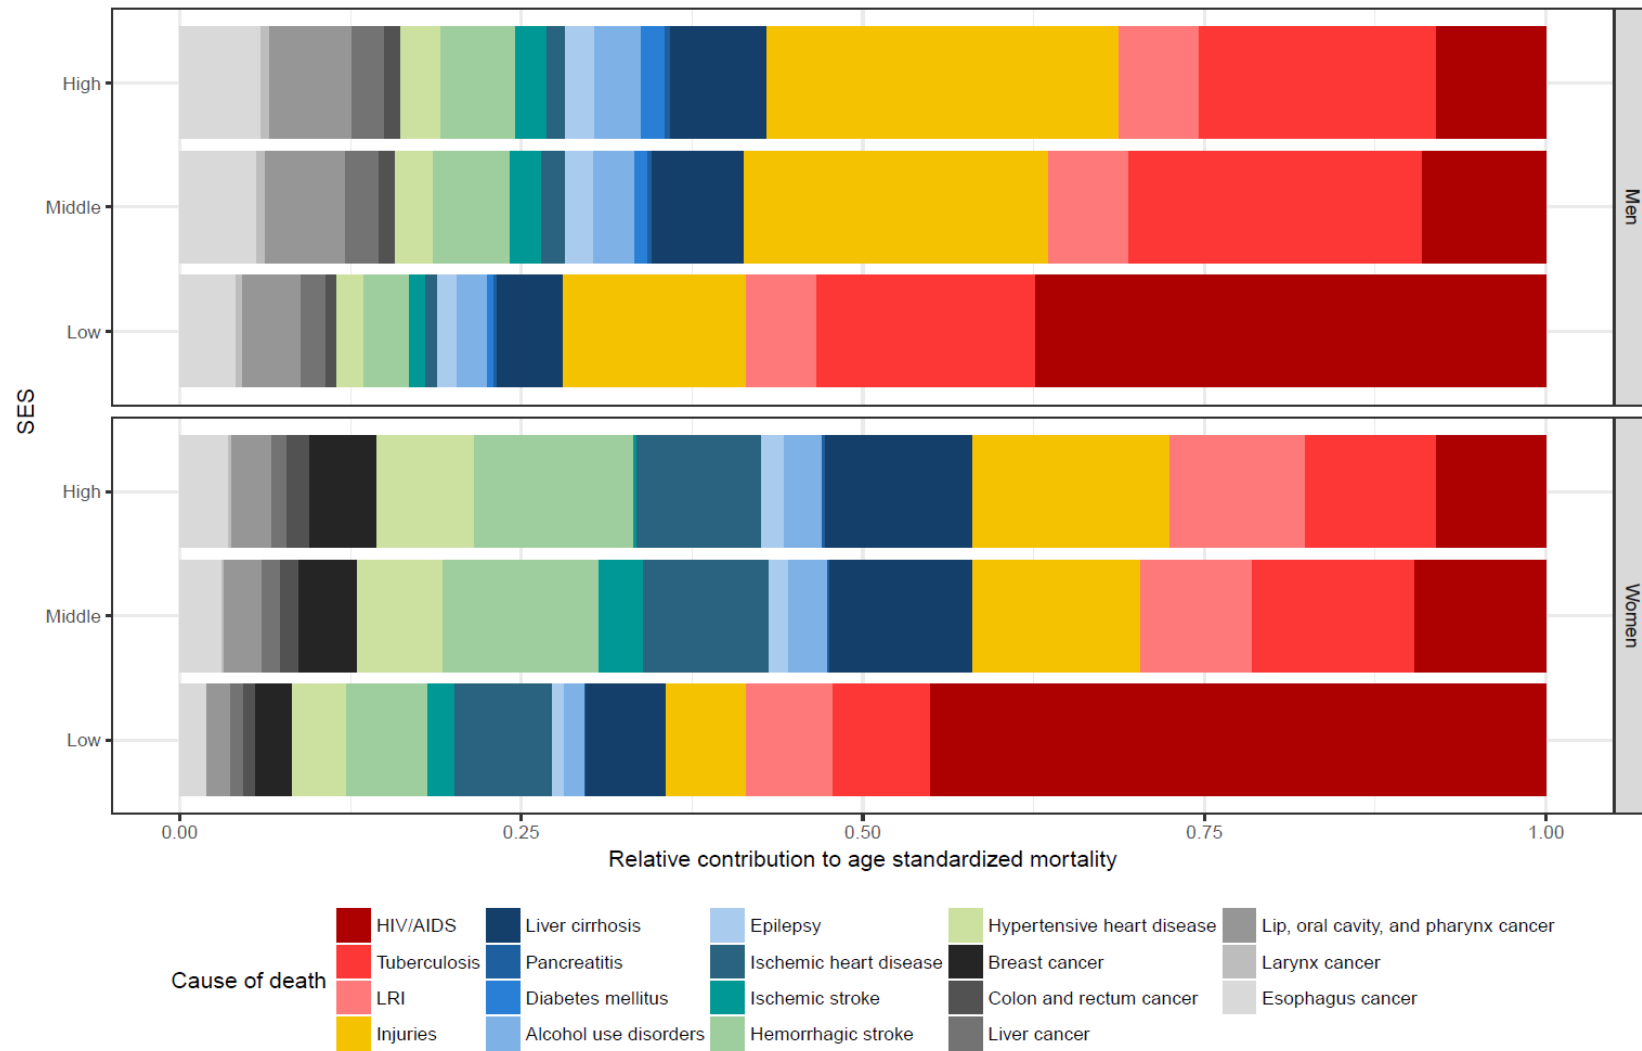 High
Middle
Low
Men
SES
High
Middle
Low
Women
0.00 0.25 0.50 0.75 1.00
Relative contribution to age standardized mortality
Cause of death
HIV/AIDS Liver cirrhosis Epilepsy Hypertensive heart disease Lip, oral cavity, and pharynx cancer
Tuberculosis Pancreatitis Ischemic heart disease Breast cancer Larynx cancer
LRI Diabetes mellitus Ischemic stroke Colon and rectum cancer Esophagus cancer
Injuries Alcohol use disorders Hemorrhagic stroke Liver cancer